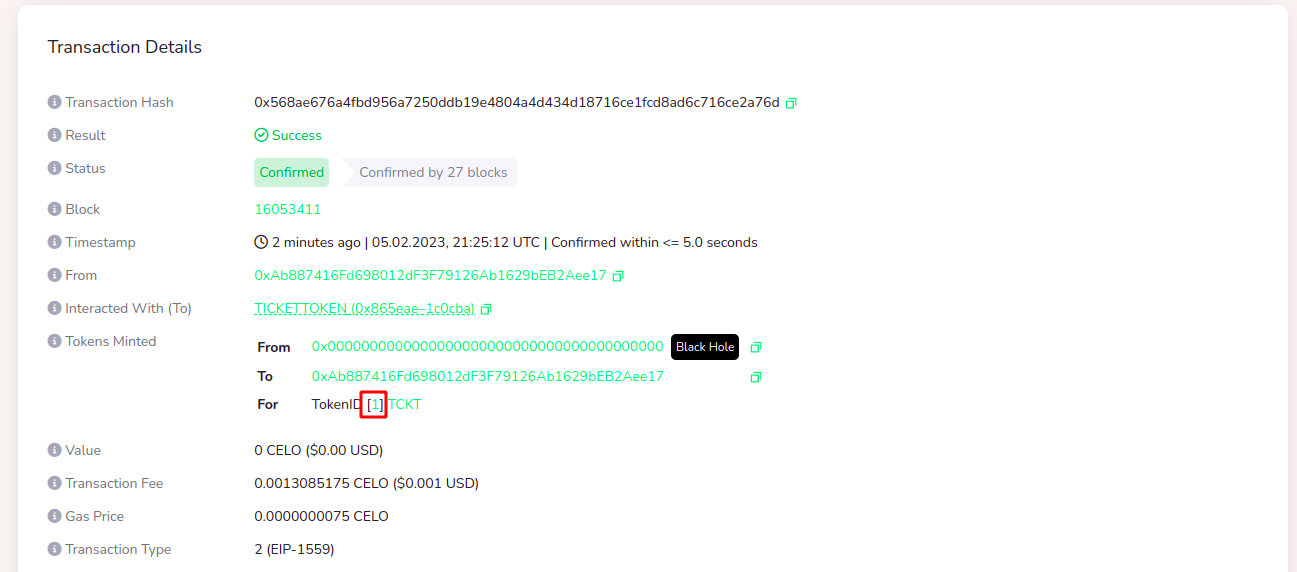 Transaction Details
Transaction Hash 0x568ae676a4fbd956a7250ddb19e4804a4d434d18716ce1fcd8ad6c716ce2a76d
Result Success
Status Confirmed Confirmed by 27 blocks
Block 16053411
Timestamp 2 minutes ago | 05.02.2023, 21:25:12 UTC | Confirmed within <= 5.0 seconds
From 0xAb887416Fd698012dF3F79126Ab1629bEB2Aee17
Interacted With (To) TICKETTOKEN (0x865eae–1c0cba)
Tokens Minted From 0x0000000000000000000000000000000000000000 Black Hole
To 0xAb887416Fd698012dF3F79126Ab1629bEB2Aee17
For TokenID [1] TCKT
Value 0 CELO ($0.00 USD)
Transaction Fee 0.0013085175 CELO ($0.001 USD)
Gas Price 0.0000000075 CELO
Transaction Type 2 (EIP-1559)